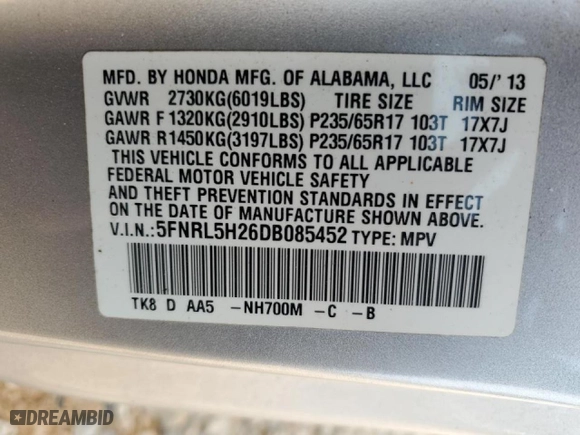 MFD. BY HONDA MFG. OF ALABAMA, LLC 05/'13
GVWR 2730KG(6019LBS) TIRE SIZE RIM SIZE
GAWR F 1320KG(2910LBS) P235/65R17 103T 17X7J
GAWR R 1450KG(3197LBS) P235/65R17 103T 17X7J
THIS VEHICLE CONFORMS TO ALL APPLICABLE
FEDERAL MOTOR VEHICLE SAFETY
AND THEFT PREVENTION STANDARDS IN EFFECT
ON THE DATE OF MANUFACTURE SHOWN ABOVE.
V.I.N.:5FNRL5H26DB085452 TYPE: MPV
TK8 D AA5 -NH700M -C -B
DREAMBID